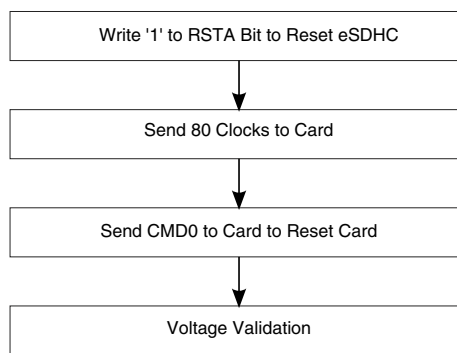 Write '1' to RSTA Bit to Reset eSDHC
Send 80 Clocks to Card
Send CMD0 to Card to Reset Card
Voltage Validation